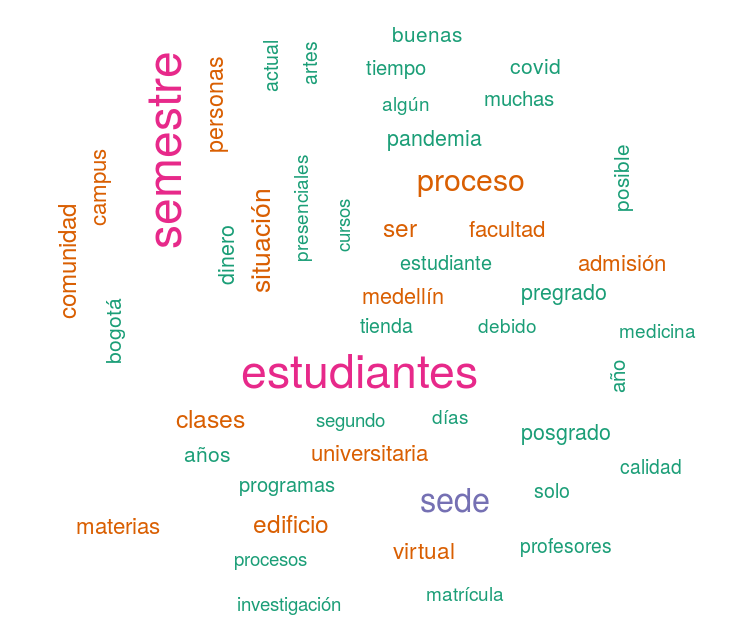 buenas
semestre
personas
actual
artes
tiempo
covid
algún
muchas
pandemia
campus
presenciales
posible
proceso
comunidad
situación
cursos
dinero
ser
facultad
estudiante
admisión
medellín
pregrado
bogotá
tienda
debido
medicina
estudiantes
año
clases
segundo
días
años
universitaria
posgrado
programas
calidad
sede
solo
materias
edificio
virtual
profesores
procesos
investigación
matrícula